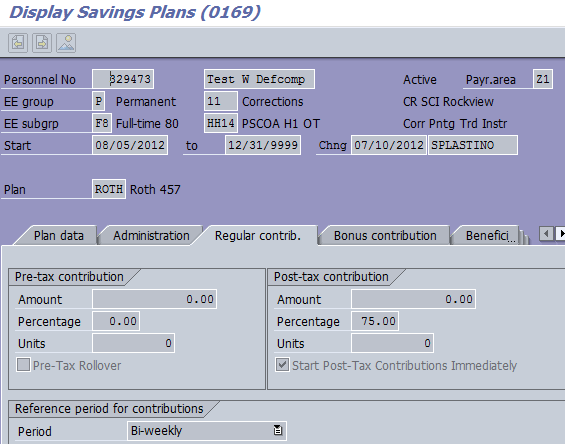 Display Savings Plans (0169)
Personnel No 329473 Test W Defcomp Active Payr.area Z1
EE group P Permanent 11 Corrections CR SCI Rockview
EE subgrp F8 Full-time 80 HH14 PSCOA H1 OT Corr Pntg Trd Instr
Start 08/05/2012 to 12/31/9999 Chng 07/10/2012 SPLASTINO
Plan ROTH Roth 457
Plan data Administration Regular contrib. Bonus contribution Benefici...
Pre-tax contribution Post-tax contribution
Amount 0.00 Amount 0.00
Percentage 0.00 Percentage 75.00
Units 0 Units 0
Pre-Tax Rollover Start Post-Tax Contributions Immediately
Reference period for contributions
Period Bi-weekly